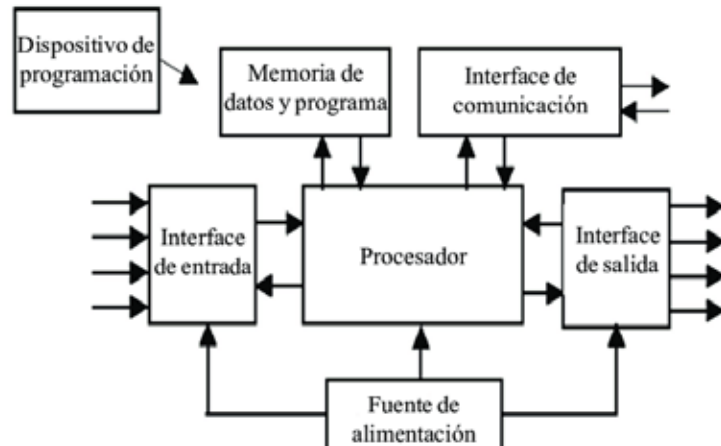 Dispositivo de
programación
Memoria de
datos y programa
Interface de
comunicación
Interface
de entrada
Procesador
Interface
de salida
Fuente de
alimentación